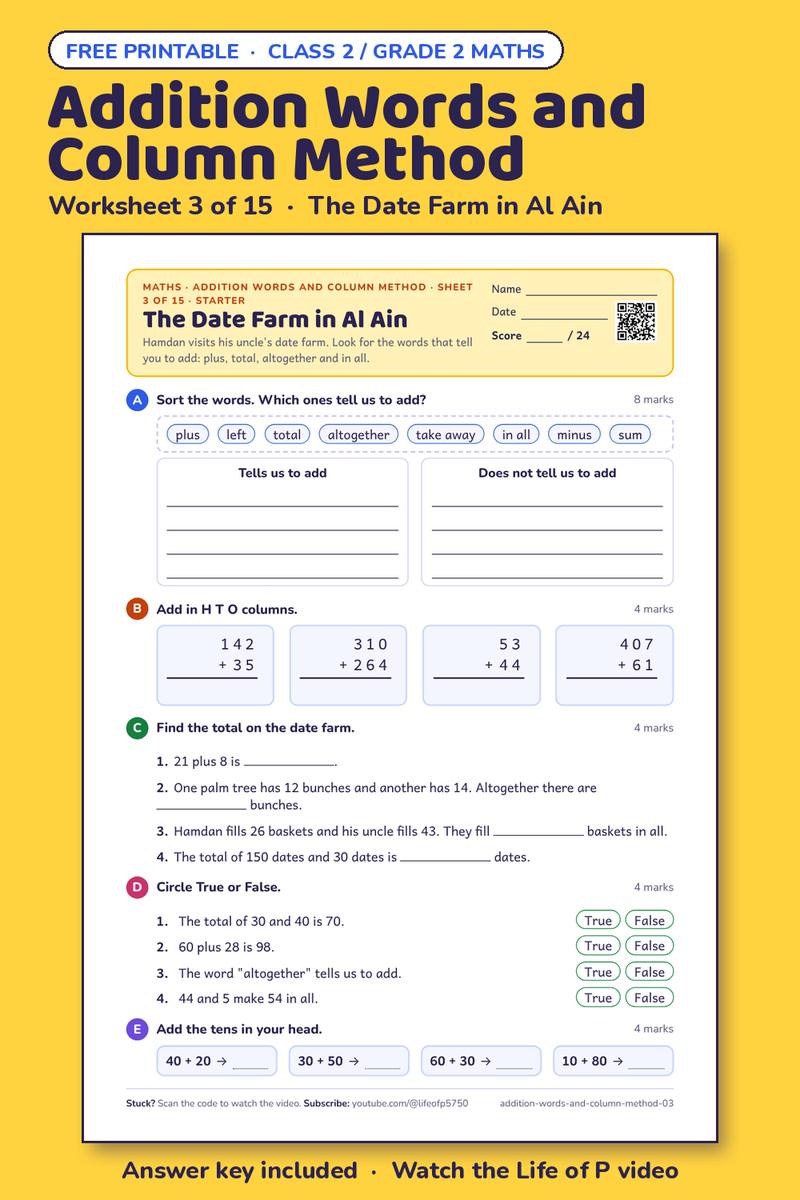 FREE PRINTABLE · CLASS 2 / GRADE 2 MATHS
Addition Words and
Column Method
Worksheet 3 of 15 · The Date Farm in Al Ain
MATHS · ADDITION WORDS AND COLUMN METHOD · SHEET
3 OF 15 · STARTER
The Date Farm in Al Ain
Hamdan visits his uncle's date farm. Look for the words that tell
you to add: plus, total, altogether and in all.
Name ____________
Date ____________
Score ______ / 24
A Sort the words. Which ones tell us to add? 8 marks
plus left total altogether take away in all minus sum
Tells us to add Does not tell us to add
B Add in H T O columns. 4 marks
142 310 53 407
+ 35 + 264 + 44 + 61
C Find the total on the date farm. 4 marks
1. 21 plus 8 is ____________.
2. One palm tree has 12 bunches and another has 14. Altogether there are
____________ bunches.
3. Hamdan fills 26 baskets and his uncle fills 43. They fill ____________ baskets in all.
4. The total of 150 dates and 30 dates is ____________ dates.
D Circle True or False. 4 marks
1. The total of 30 and 40 is 70. True False
2. 60 plus 28 is 98. True False
3. The word "altogether" tells us to add. True False
4. 44 and 5 make 54 in all. True False
E Add the tens in your head. 4 marks
40 + 20 → ______ 30 + 50 → ______ 60 + 30 → ______ 10 + 80 → ______
Stuck? Scan the code to watch the video. Subscribe: youtube.com/@lifeofp5750 addition-words-and-column-method-03
Answer key included · Watch the Life of P video